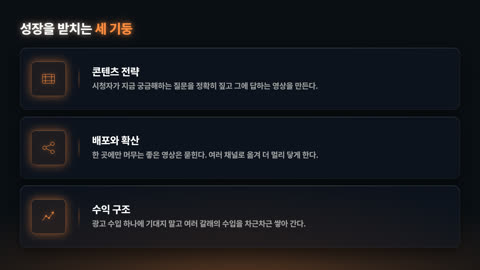 성장을 받치는 세 기둥
콘텐츠 전략
시청자가 지금 궁금해하는 질문을 정확히 짚고 그에 답하는 영상을 만든다.
배포와 확산
한 곳에만 머무는 좋은 영상은 묻힌다. 여러 채널로 옮겨 더 멀리 닿게 한다.
수익 구조
광고 수입 하나에 기대지 말고 여러 갈래의 수입을 차근차근 쌓아 간다.